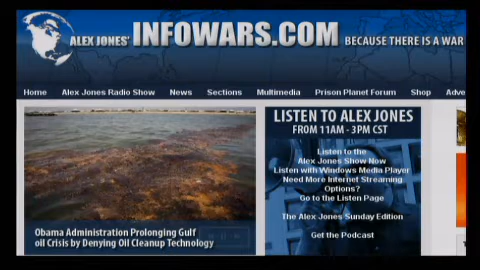 ALEX JONES' INFOWARS.COM BECAUSE THERE IS A WAR
Home Alex Jones Radio Show News Sections Multimedia Prison Planet Forum Shop Adve
LISTEN TO ALEX JONES
FROM 11AM - 3PM CST
Listen to the
Alex Jones Show Now
Listen with Windows Media Player
Need More Internet Streaming
Options?
Go to the Listen Page
The Alex Jones Sunday Edition
Get the Podcast
Obama Administration Prolonging Gulf
oil Crisis by Denying Oil Cleanup Technology